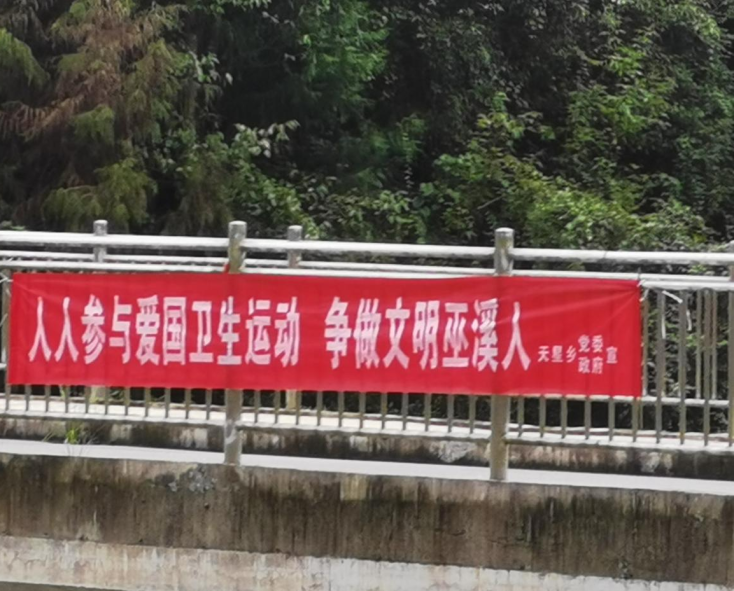 人人参与爱国卫生运动 争做文明巫溪人 天星乡党委政府宣